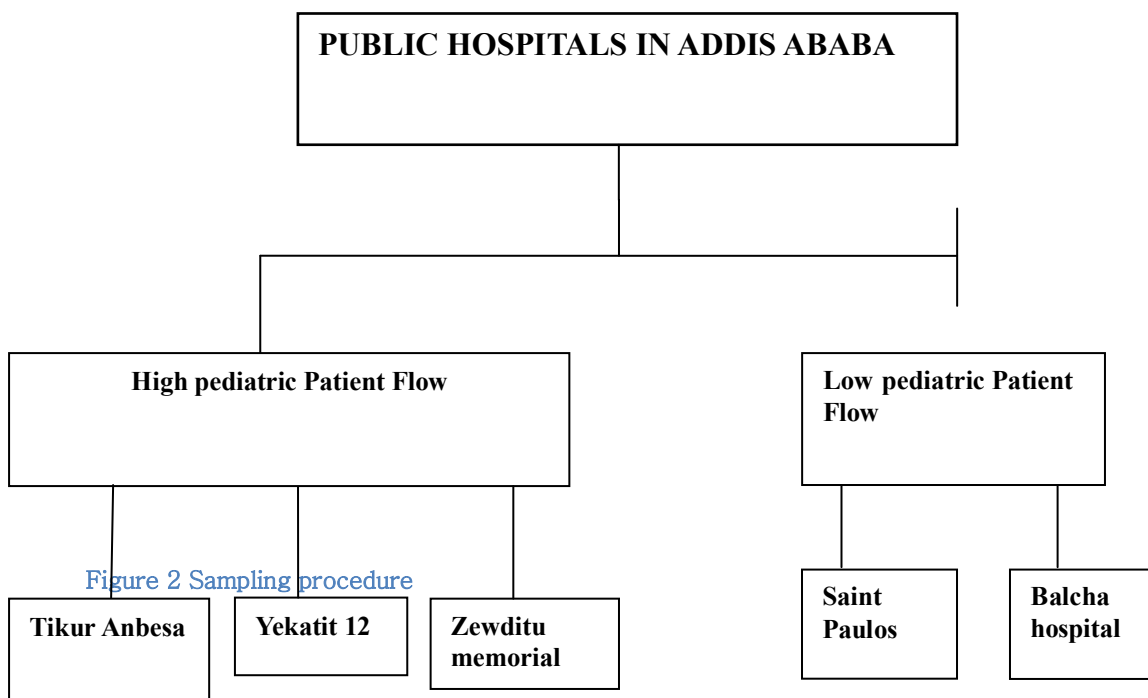 PUBLIC HOSPITALS IN ADDIS ABABA
High pediatric Patient Flow
Low pediatric Patient
Flow
Figure 2 Sampling procedure
Tikur Anbesa
Yekatit 12
Zewditu
memorial
Saint
Paulos
Balcha
hospital